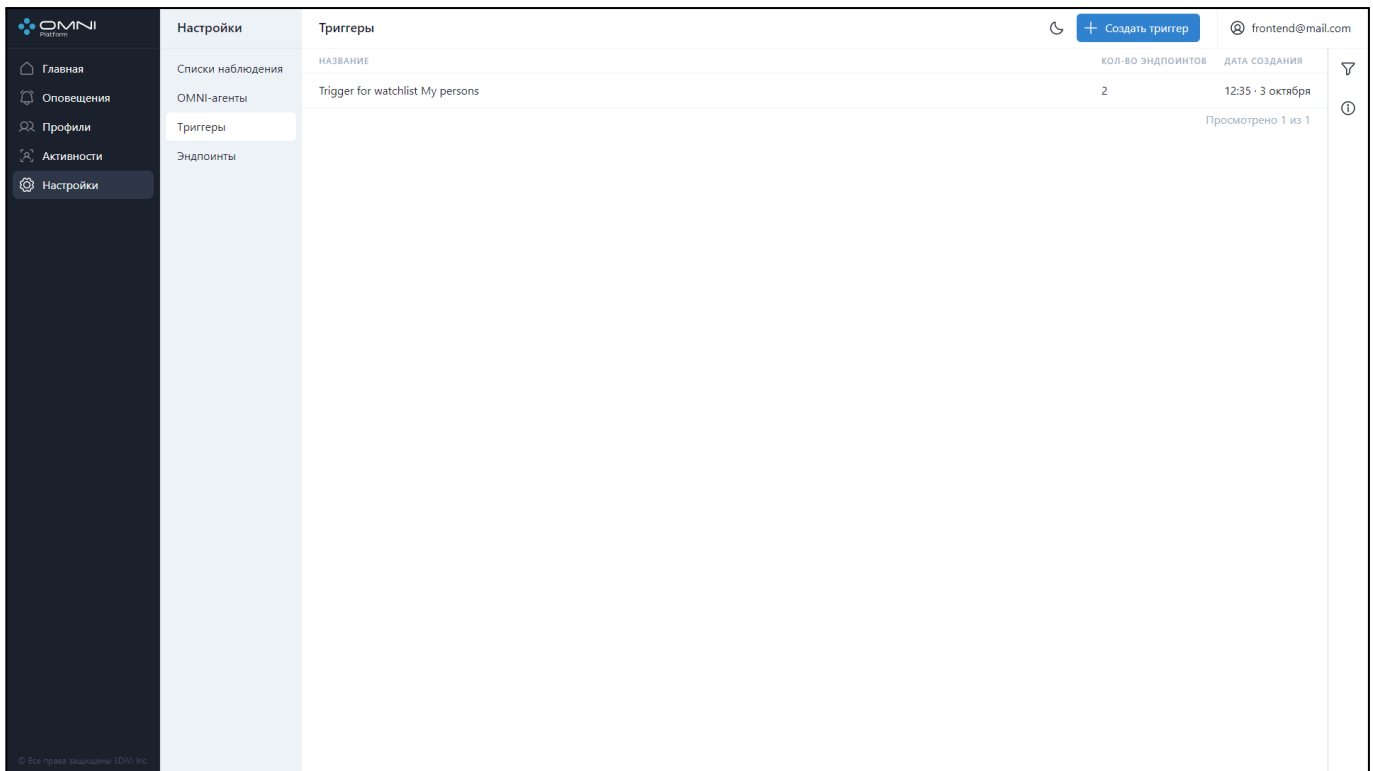 OMNI
Platform
Настройки
Триггеры
Создать триггер
frontend@mail.com
Главная
Оповещения
Профили
Активности
Настройки
Списки наблюдения
OMNI-агенты
Триггеры
Эндпоинты
НАЗВАНИЕ
КОЛ-ВО ЭНДПОИНТОВ
ДАТА СОЗДАНИЯ
Trigger for watchlist My persons
2
12:35 · 3 октября
Просмотрено 1 из 1
© Все права защищены 3DiVi Inc.